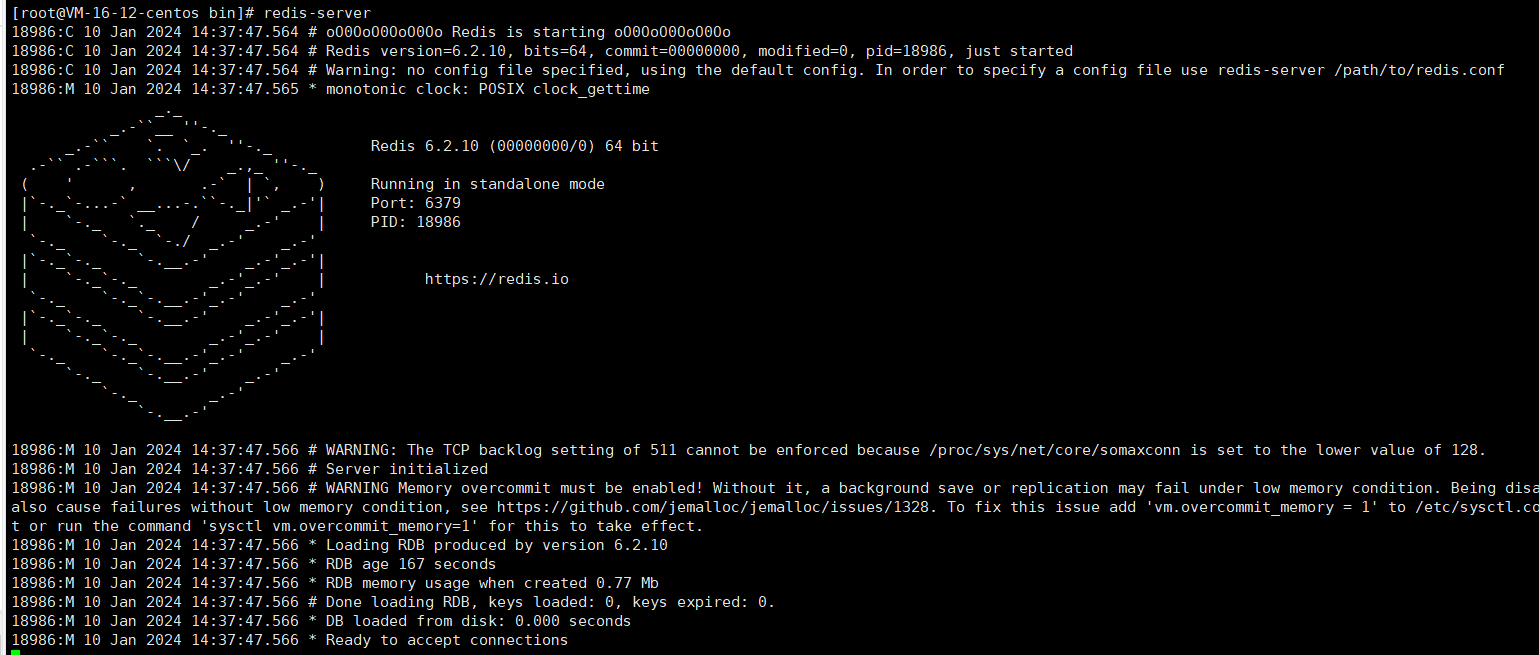 [root@VM-16-12-centos bin]# redis-server
18986:C 10 Jan 2024 14:37:47.564 # oO0OoO0OoO0Oo Redis is starting oO0OoO0OoO0Oo
18986:C 10 Jan 2024 14:37:47.564 # Redis version=6.2.10, bits=64, commit=00000000, modified=0, pid=18986, just started
18986:C 10 Jan 2024 14:37:47.564 # Warning: no config file specified, using the default config. In order to specify a config file use redis-server /path/to/redis.conf
18986:M 10 Jan 2024 14:37:47.565 * monotonic clock: POSIX clock_gettime
Redis 6.2.10 (00000000/0) 64 bit
Running in standalone mode
Port: 6379
PID: 18986
https://redis.io
18986:M 10 Jan 2024 14:37:47.566 # WARNING: The TCP backlog setting of 511 cannot be enforced because /proc/sys/net/core/somaxconn is set to the lower value of 128.
18986:M 10 Jan 2024 14:37:47.566 # Server initialized
18986:M 10 Jan 2024 14:37:47.566 # WARNING Memory overcommit must be enabled! Without it, a background save or replication may fail under low memory condition. Being disa
also cause failures without low memory condition, see https://github.com/jemalloc/jemalloc/issues/1328. To fix this issue add 'vm.overcommit_memory = 1' to /etc/sysctl.co
t or run the command 'sysctl vm.overcommit_memory=1' for this to take effect.
18986:M 10 Jan 2024 14:37:47.566 * Loading RDB produced by version 6.2.10
18986:M 10 Jan 2024 14:37:47.566 * RDB age 167 seconds
18986:M 10 Jan 2024 14:37:47.566 * RDB memory usage when created 0.77 Mb
18986:M 10 Jan 2024 14:37:47.566 # Done loading RDB, keys loaded: 0, keys expired: 0.
18986:M 10 Jan 2024 14:37:47.566 * DB loaded from disk: 0.000 seconds
18986:M 10 Jan 2024 14:37:47.566 * Ready to accept connections